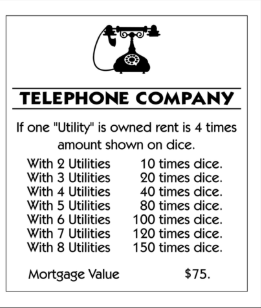 TELEPHONE COMPANY
If one "Utility" is owned rent is 4 times
amount shown on dice.
With 2 Utilities 10 times dice.
With 3 Utilities 20 times dice.
With 4 Utilities 40 times dice.
With 5 Utilities 80 times dice.
With 6 Utilities 100 times dice.
With 7 Utilities 120 times dice.
With 8 Utilities 150 times dice.
Mortgage Value $75.